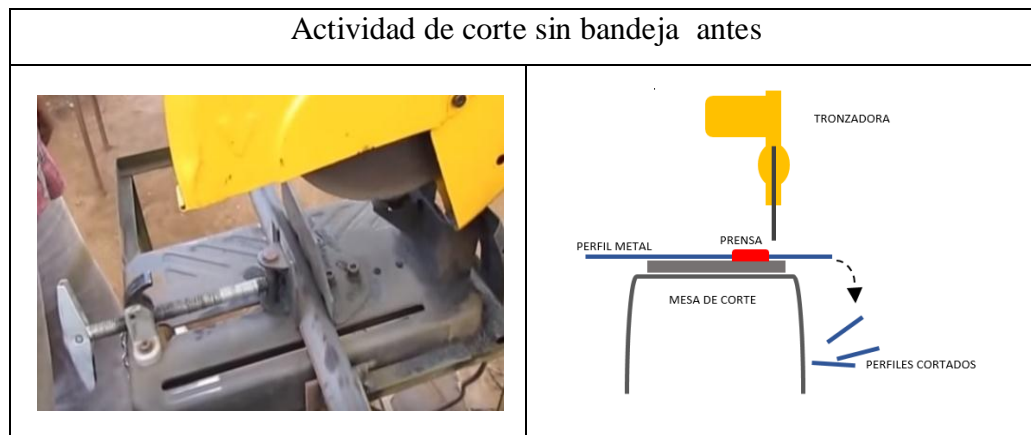 Actividad de corte sin bandeja antes
TRONZADORA
PERFIL METAL
PRENSA
MESA DE CORTE
PERFILES CORTADOS